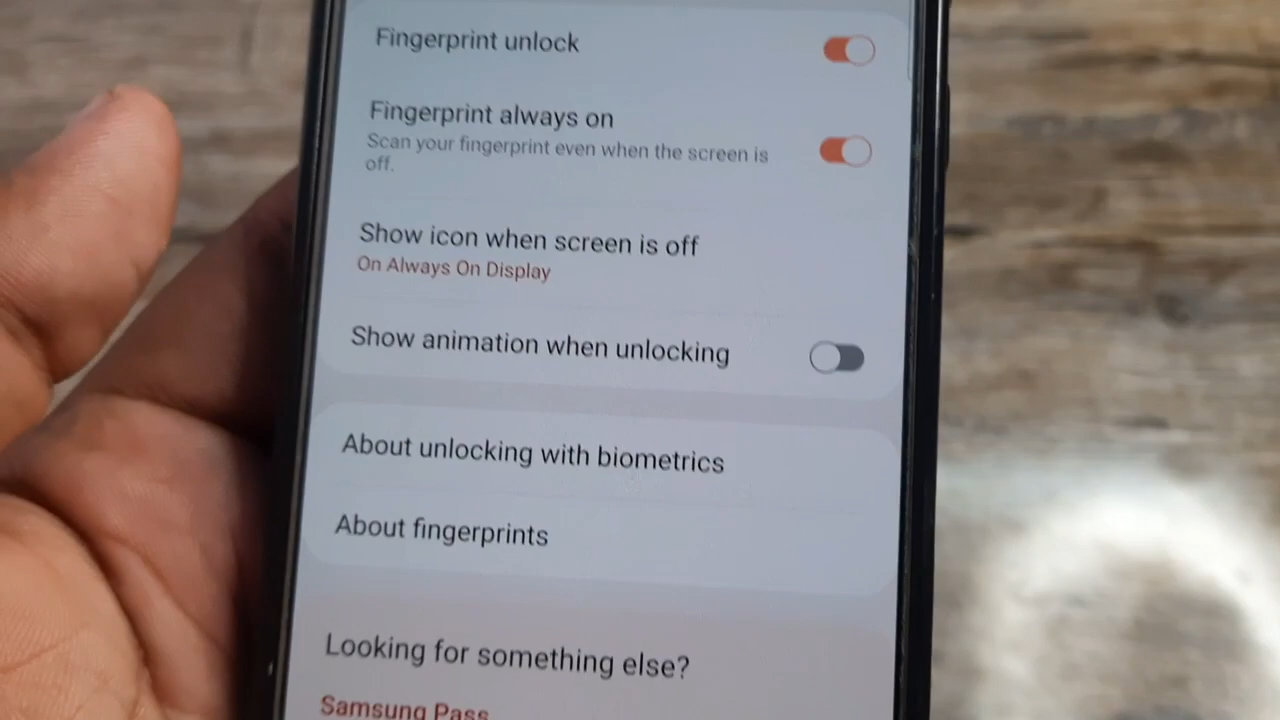 Fingerprint unlock
Fingerprint always on
Scan your fingerprint even when the screen is
off.
Show icon when screen is off
On Always On Display
Show animation when unlocking
About unlocking with biometrics
About fingerprints
Looking for something else?
Samsung Pass